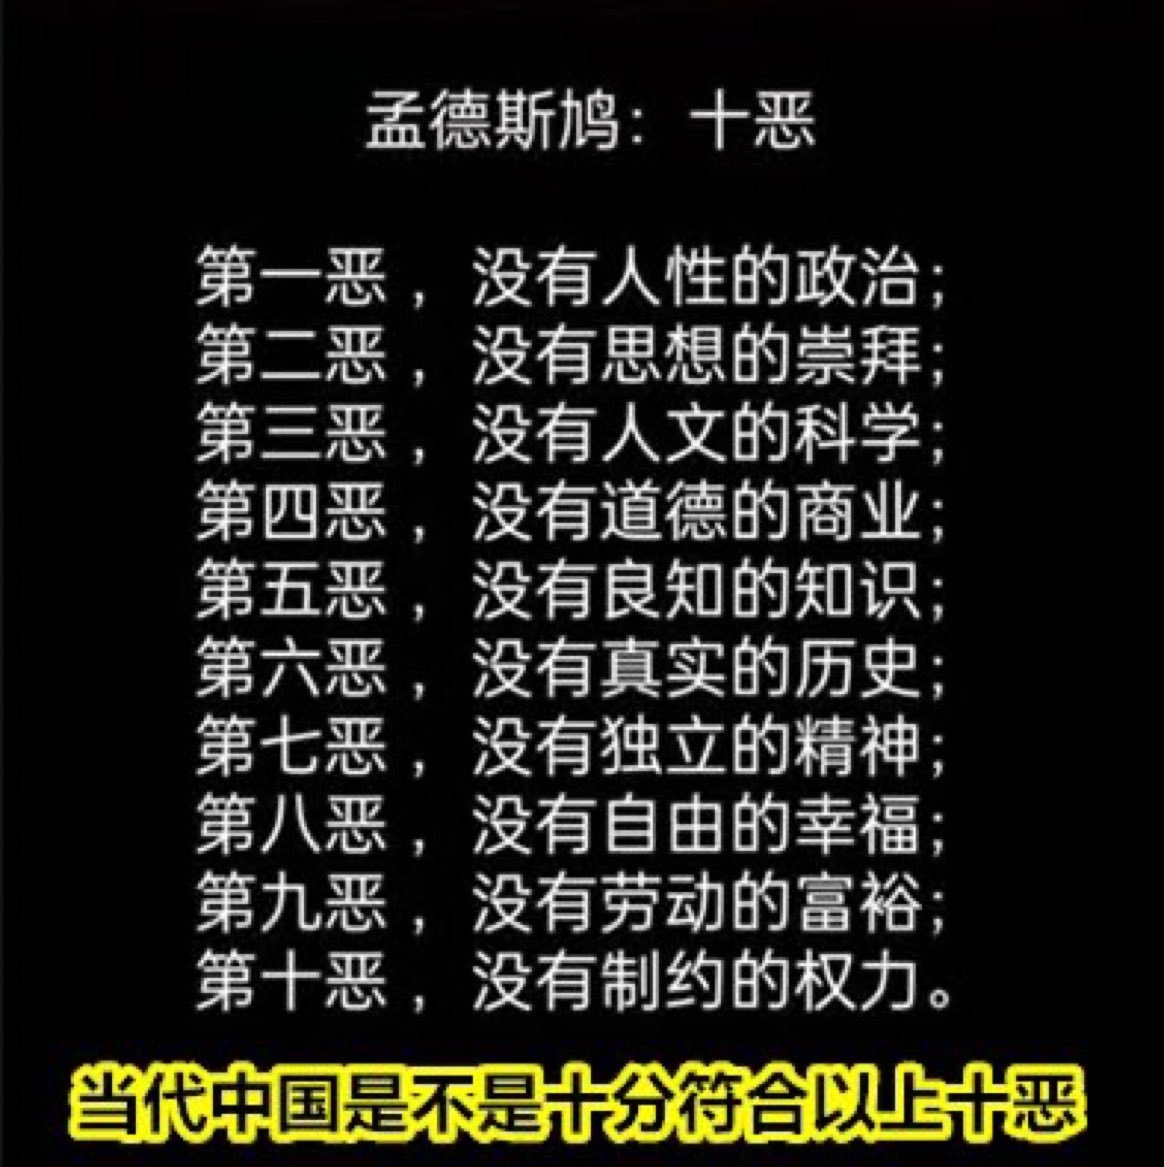 孟德斯鸠：十恶
第一恶，没有人性的政治；
第二恶，没有思想的崇拜；
第三恶，没有人文的科学；
第四恶，没有道德的商业；
第五恶，没有良知的知识；
第六恶，没有真实的历史；
第七恶，没有独立的精神；
第八恶，没有自由的幸福；
第九恶，没有劳动的富裕；
第十恶，没有制约的权力。
当代中国是不是十分符合以上十恶